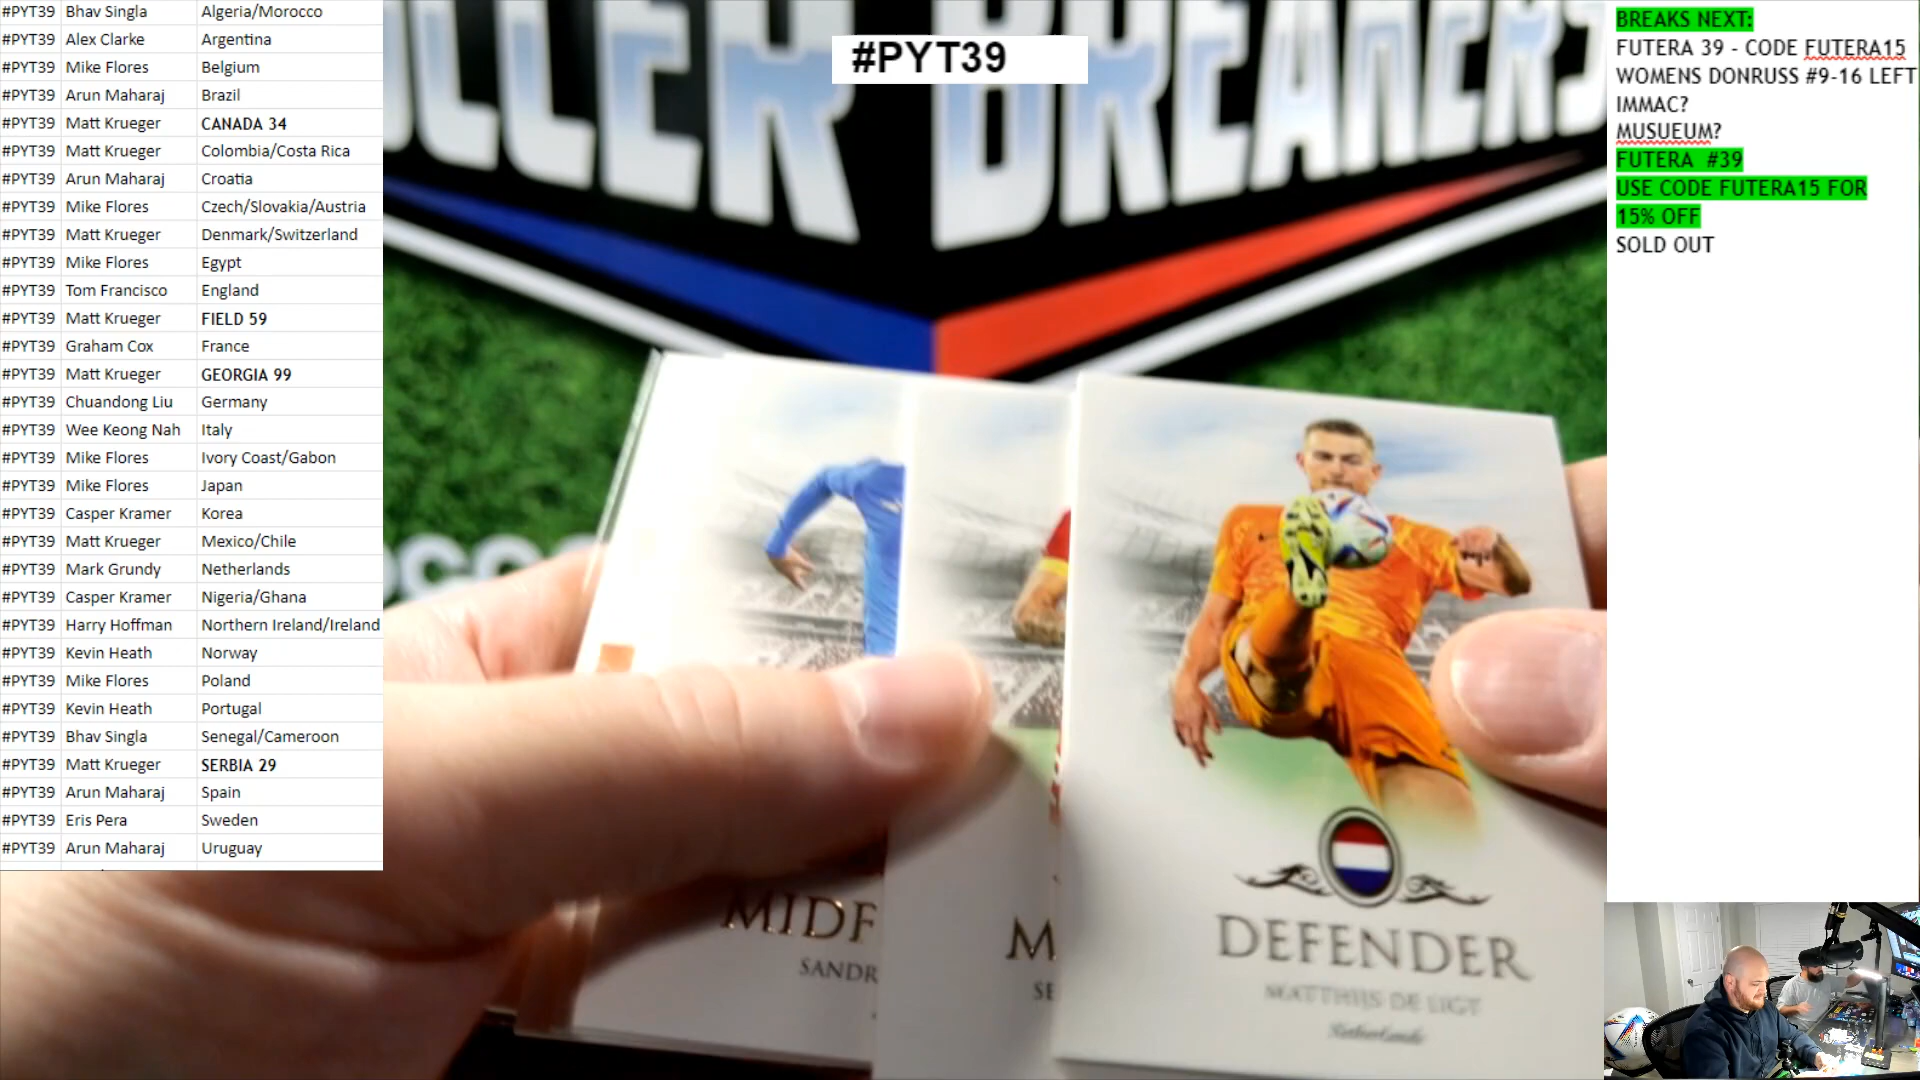 #PYT39 Bhav Singla Algeria/Morocco
#PYT39 Alex Clarke Argentina
#PYT39 Mike Flores Belgium
#PYT39 Arun Maharaj Brazil
#PYT39 Matt Krueger CANADA 34
#PYT39 Matt Krueger Colombia/Costa Rica
#PYT39 Arun Maharaj Croatia
#PYT39 Mike Flores Czech/Slovakia/Austria
#PYT39 Matt Krueger Denmark/Switzerland
#PYT39 Mike Flores Egypt
#PYT39 Tom Francisco England
#PYT39 Matt Krueger FIELD 59
#PYT39 Graham Cox France
#PYT39 Matt Krueger GEORGIA 99
#PYT39 Chuandong Liu Germany
#PYT39 Wee Keong Nah Italy
#PYT39 Mike Flores Ivory Coast/Gabon
#PYT39 Mike Flores Japan
#PYT39 Casper Kramer Korea
#PYT39 Matt Krueger Mexico/Chile
#PYT39 Mark Grundy Netherlands
#PYT39 Casper Kramer Nigeria/Ghana
#PYT39 Harry Hoffman Northern Ireland/Ireland
#PYT39 Kevin Heath Norway
#PYT39 Mike Flores Poland
#PYT39 Kevin Heath Portugal
#PYT39 Bhav Singla Senegal/Cameroon
#PYT39 Matt Krueger SERBIA 29
#PYT39 Arun Maharaj Spain
#PYT39 Eris Pera Sweden
#PYT39 Arun Maharaj Uruguay
#PYT39
OCCER BREAKERS
MIDF
SANDR
M
SE
DEFENDER
MATTHIJS DE LIGT
Netherlands
BREAKS NEXT:
FUTERA 39 - CODE FUTERA15
WOMENS DONRUSS #9-16 LEFT
IMMAC?
MUSUEUM?
FUTERA #39
USE CODE FUTERA15 FOR
15% OFF
SOLD OUT